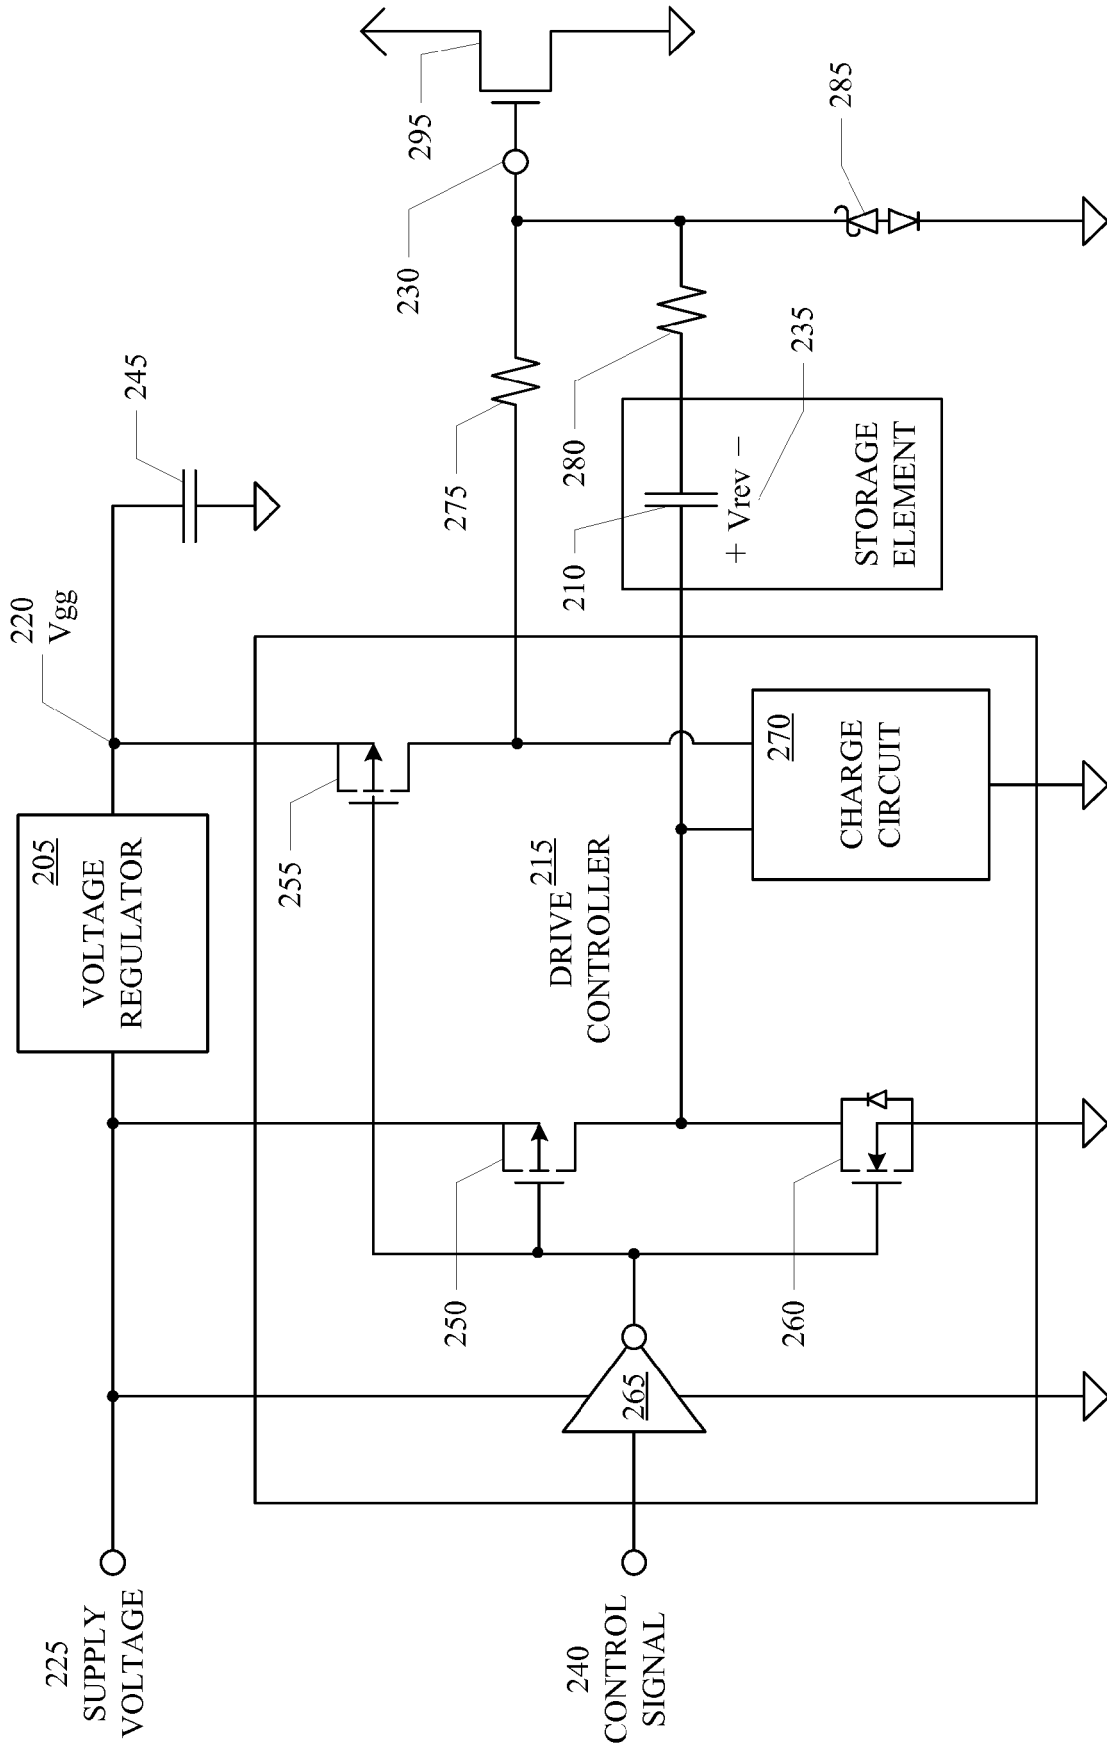 225
SUPPLY
VOLTAGE
205
VOLTAGE
REGULATOR
220
Vgg
245
255
275
230
295
250
215
DRIVE
CONTROLLER
265
240
CONTROL
SIGNAL
260
270
CHARGE
CIRCUIT
210
280
+ Vrev −
235
STORAGE
ELEMENT
285